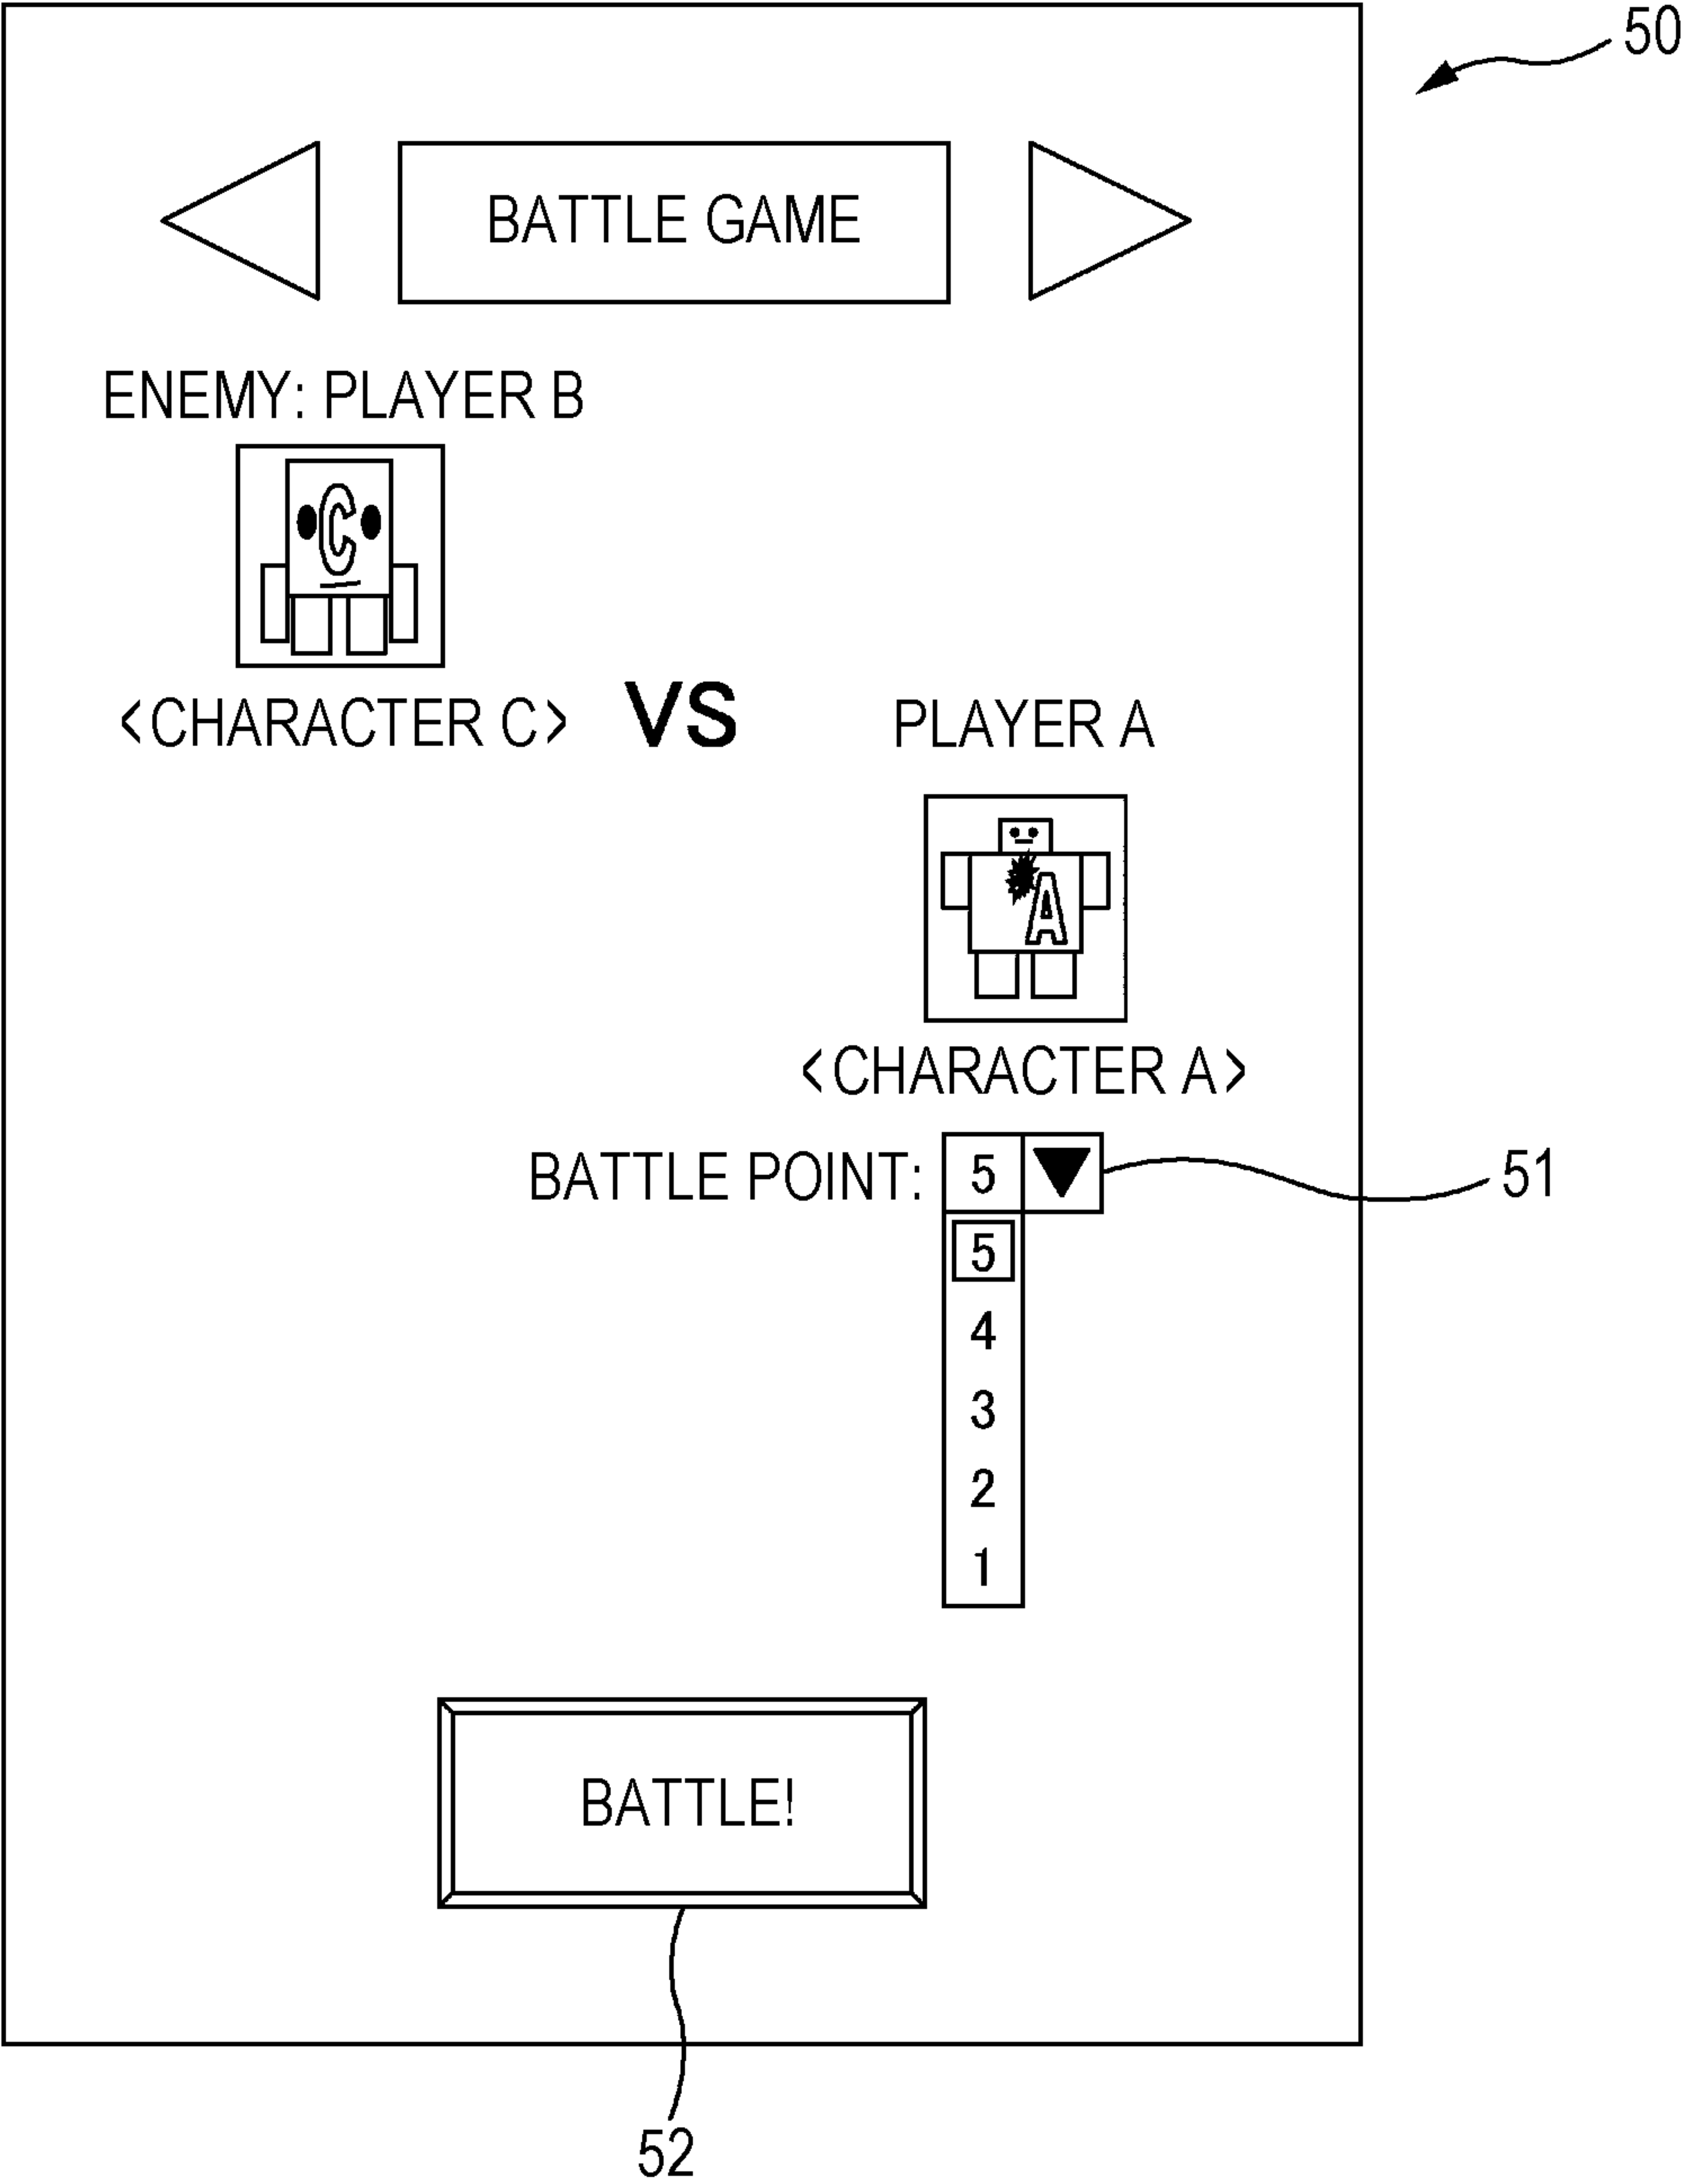 50
BATTLE GAME
ENEMY: PLAYER B
C
<CHARACTER C>
VS
PLAYER A
A
<CHARACTER A>
BATTLE POINT: 5
51
5
4
3
2
1
BATTLE!
52